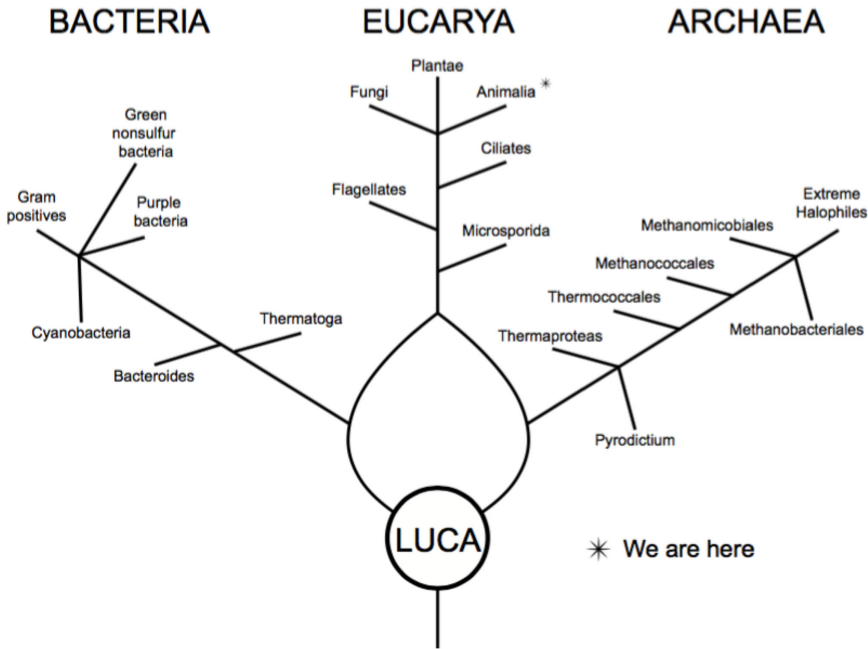 BACTERIA
EUCARYA
ARCHAEA
Green
nonsulfur
bacteria
Gram
positives
Purple
bacteria
Cyanobacteria
Thermatoga
Bacteroides
Plantae
Fungi
Animalia *
Ciliates
Flagellates
Microsporida
Extreme
Halophiles
Methanomicobiales
Methanococcales
Thermococcales
Methanobacteriales
Thermaproteas
Pyrodictium
LUCA
* We are here